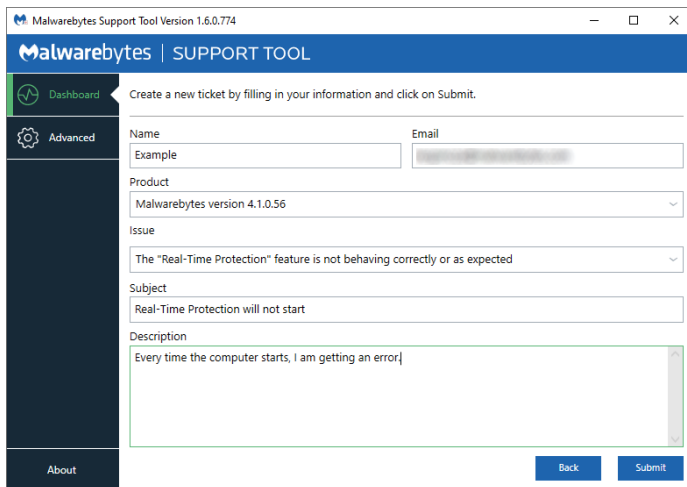 Malwarebytes Support Tool Version 1.6.0.774
Malwarebytes | SUPPORT TOOL
Dashboard
Advanced
Create a new ticket by filling in your information and click on Submit.
Name
Email
Example
Product
Malwarebytes version 4.1.0.56
Issue
The "Real-Time Protection" feature is not behaving correctly or as expected
Subject
Real-Time Protection will not start
Description
Every time the computer starts, I am getting an error.
About
Back
Submit